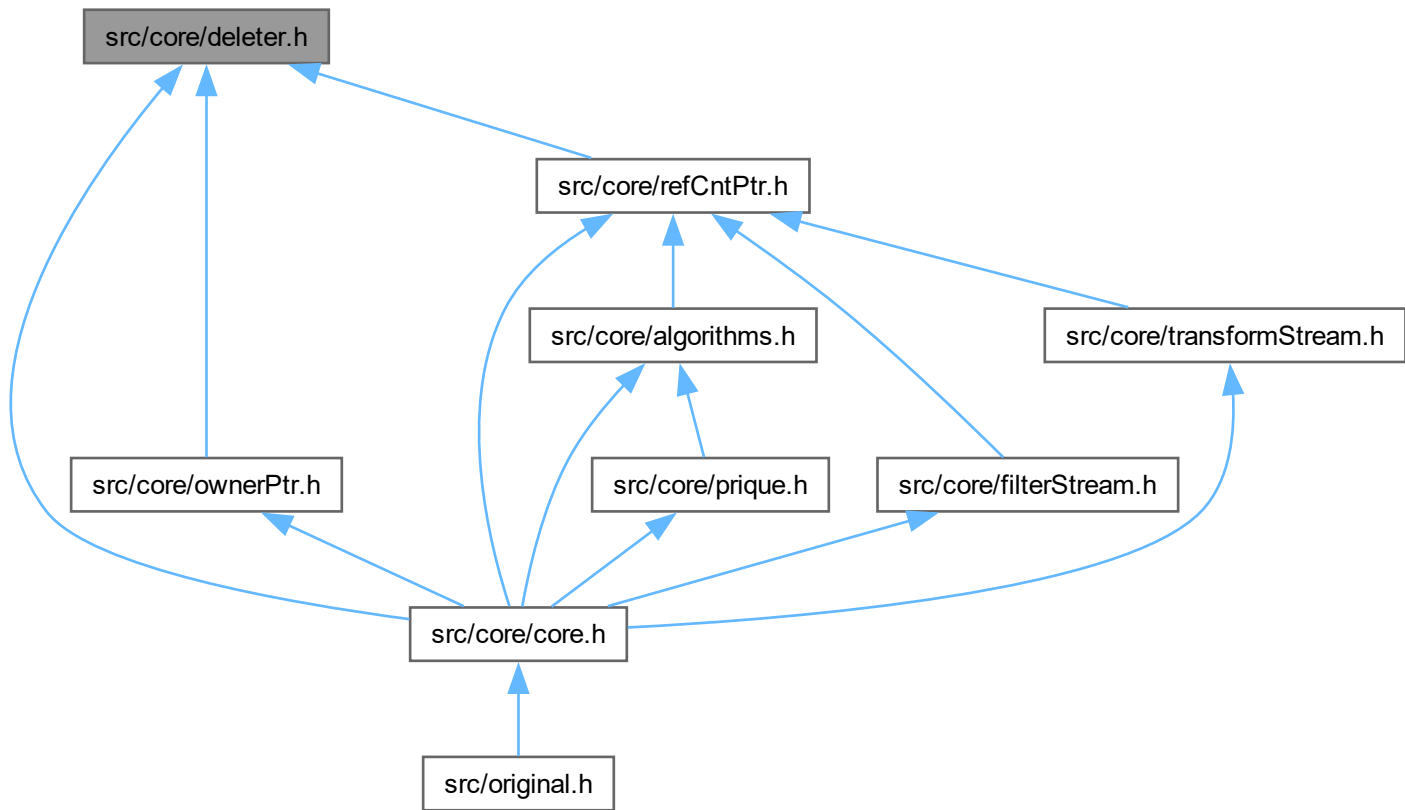 src/core/deleter.h
src/core/refCntPtr.h
src/core/algorithms.h
src/core/transformStream.h
src/core/ownerPtr.h
src/core/prique.h
src/core/filterStream.h
src/core/core.h
src/original.h